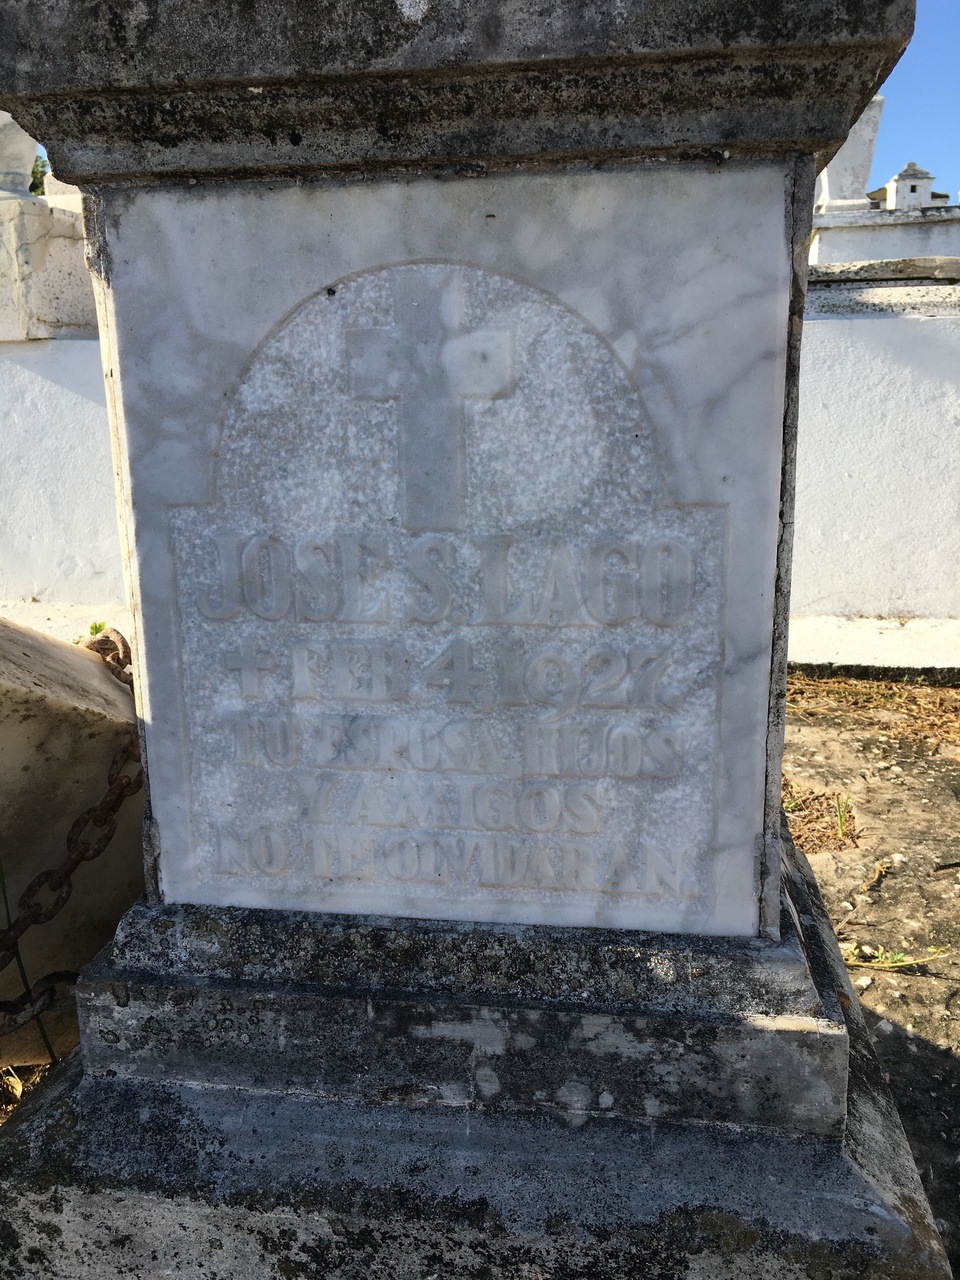 JOSE S. LAGO
✝ FEB 4 1927
TU ESPOSA HIJOS
Y AMIGOS
NO TE OLVIDARAN